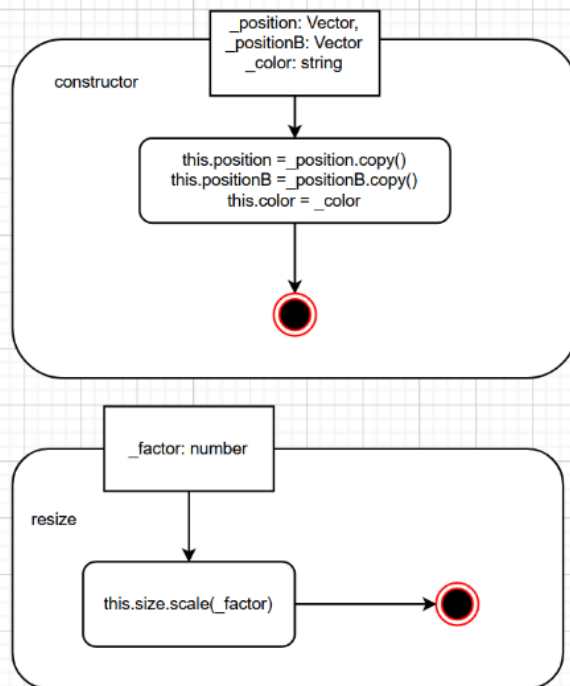 _position: Vector,
_positionB: Vector
_color: string
constructor
this.position =_position.copy()
this.positionB =_positionB.copy()
this.color = _color
_factor: number
resize
this.size.scale(_factor)